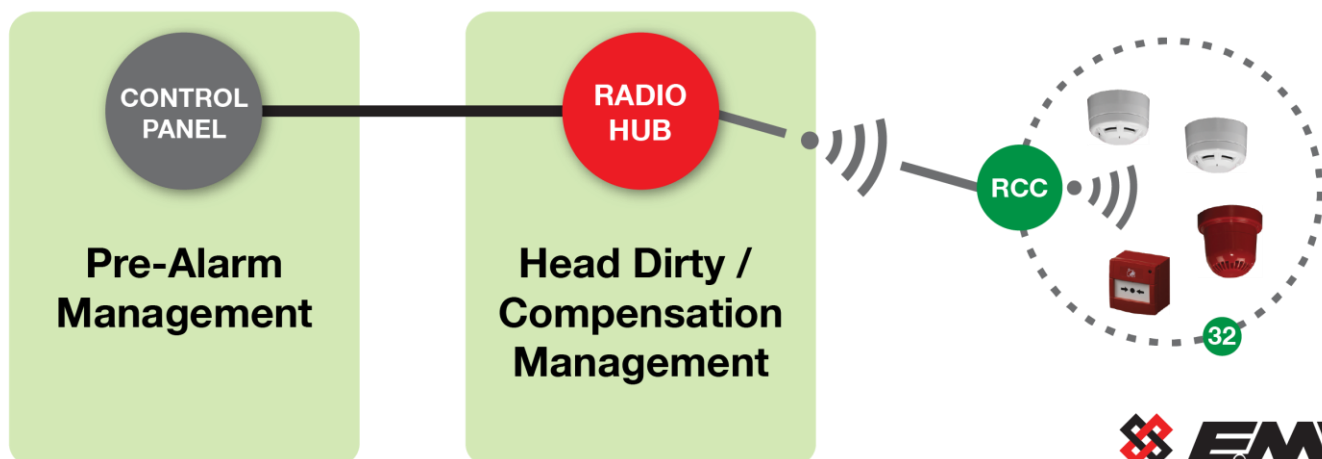 CONTROL
PANEL
RADIO
HUB
RCC
Pre-Alarm
Management
Head Dirty /
Compensation
Management
32